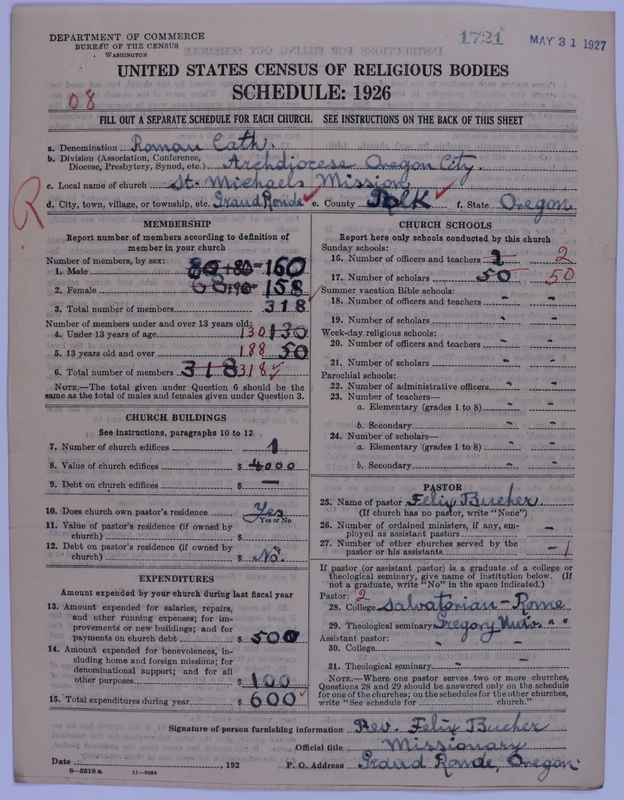 DEPARTMENT OF COMMERCE
BUREAU OF THE CENSUS
WASHINGTON
1721
MAY 31 1927
UNITED STATES CENSUS OF RELIGIOUS BODIES
SCHEDULE: 1926
08
FILL OUT A SEPARATE SCHEDULE FOR EACH CHURCH. SEE INSTRUCTIONS ON THE BACK OF THIS SHEET
a. Denomination Roman Cath.
b. Division (Association, Conference, Diocese, Presbytery, Synod, etc.) Archdiocese Oregon City
c. Local name of church St. Michaels Mission
d. City, town, village, or township, etc. Grand Ronde e. County Polk f. State Oregon
R
MEMBERSHIP
Report number of members according to definition of
member in your church
Number of members, by sex:
1. Male 80+80-160
2. Female 68+90 158
3. Total number of members 318
Number of members under and over 13 years old:
4. Under 13 years of age 130 130
5. 13 years old and over 188 50
6. Total number of members 318 318
NOTE.—The total given under Question 6 should be the
same as the total of males and females given under Question 3.
CHURCH BUILDINGS
See instructions, paragraphs 10 to 12
7. Number of church edifices 1
8. Value of church edifices $ 4000
9. Debt on church edifices $ —
10. Does church own pastor's residence Yes
Yes or No
11. Value of pastor's residence (if owned by
church) $
12. Debt on pastor's residence (if owned by
church) $ No.
EXPENDITURES
Amount expended by your church during last fiscal year
13. Amount expended for salaries, repairs,
and other running expenses; for im-
provements or new buildings; and for
payments on church debt $ 500
14. Amount expended for benevolences, in-
cluding home and foreign missions; for
denominational support; and for all
other purposes $ 100
15. Total expenditures during year $ 600
CHURCH SCHOOLS
Report here only schools conducted by this church
Sunday schools:
16. Number of officers and teachers 2 2
17. Number of scholars 50 50
Summer vacation Bible schools:
18. Number of officers and teachers -
19. Number of scholars -
Week-day religious schools:
20. Number of officers and teachers -
21. Number of scholars -
Parochial schools:
22. Number of administrative officers -
23. Number of teachers—
a. Elementary (grades 1 to 8) -
b. Secondary -
24. Number of scholars—
a. Elementary (grades 1 to 8) -
b. Secondary -
PASTOR
25. Name of pastor Felix Bucher
(If church has no pastor, write "None")
26. Number of ordained ministers, if any, em-
ployed as assistant pastors -
27. Number of other churches served by the
pastor or his assistants - 1
If pastor (or assistant pastor) is a graduate of a college or
theological seminary, give name of institution below. (If
not a graduate, write "No" in the space indicated.)
Pastor: 2
28. College Salvatorian - Rome
29. Theological seminary Gregory Univ. " "
Assistant pastor:
30. College -
31. Theological seminary -
NOTE.—Where one pastor serves two or more churches,
Questions 28 and 29 should be answered only on the schedule
for one of the churches; on the schedules for the other churches,
write "See schedule for church."
Signature of person furnishing information Rev. Felix Bucher
Official title Missionary
Date , 192 P. O. Address Grand Ronde, Oregon
8—5518 a 11—9094